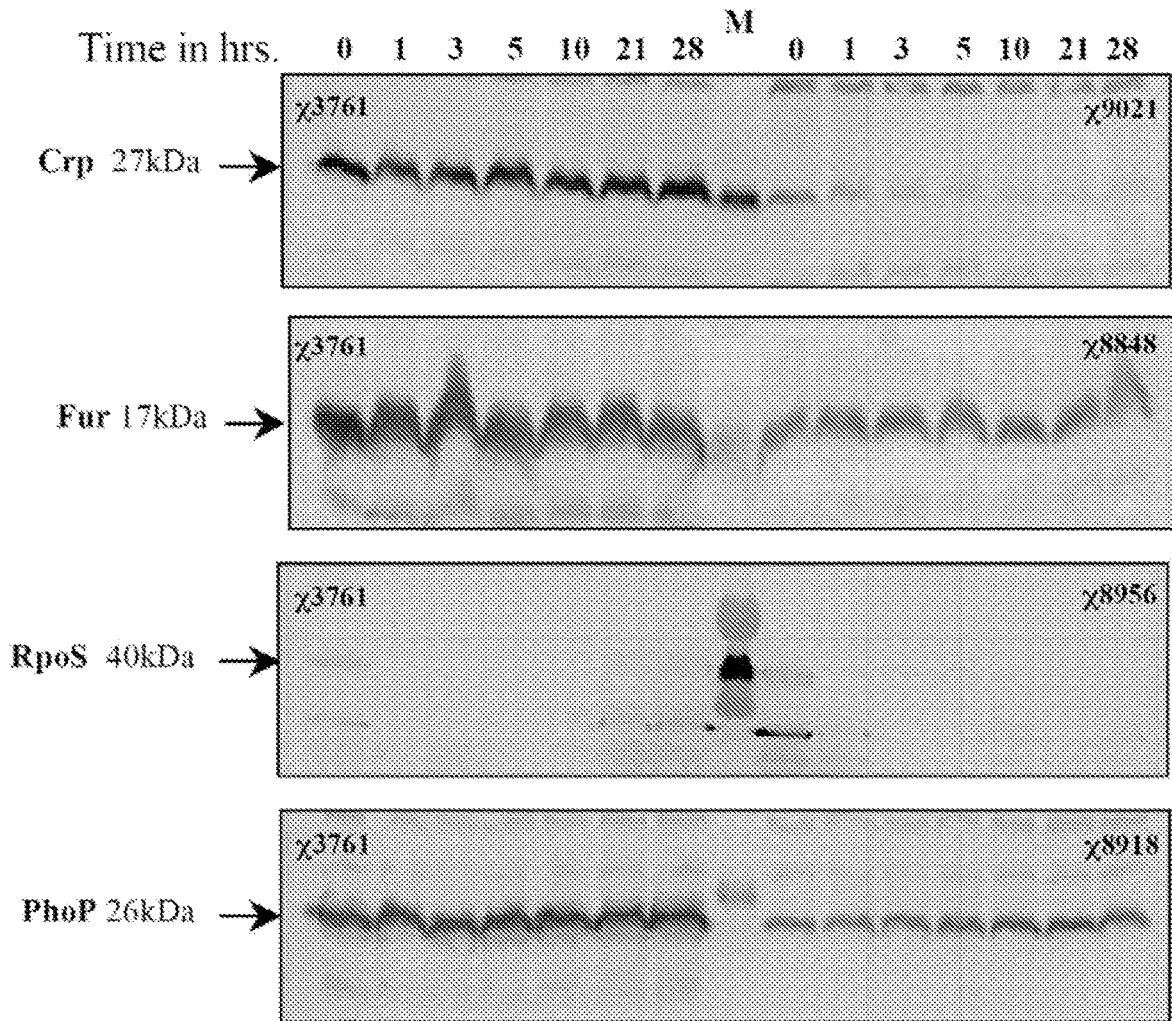 M
Time in hrs. 0 1 3 5 10 21 28 0 1 3 5 10 21 28
χ3761 χ9021
Crp 27kDa
χ3761 χ8848
Fur 17kDa
χ3761 χ8956
RpoS 40kDa
χ3761 χ8918
PhoP 26kDa